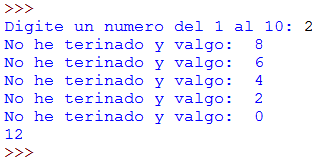 >>>
Digite un numero del 1 al 10: 2
No he terinado y valgo:  8
No he terinado y valgo:  6
No he terinado y valgo:  4
No he terinado y valgo:  2
No he terinado y valgo:  0
12
>>>